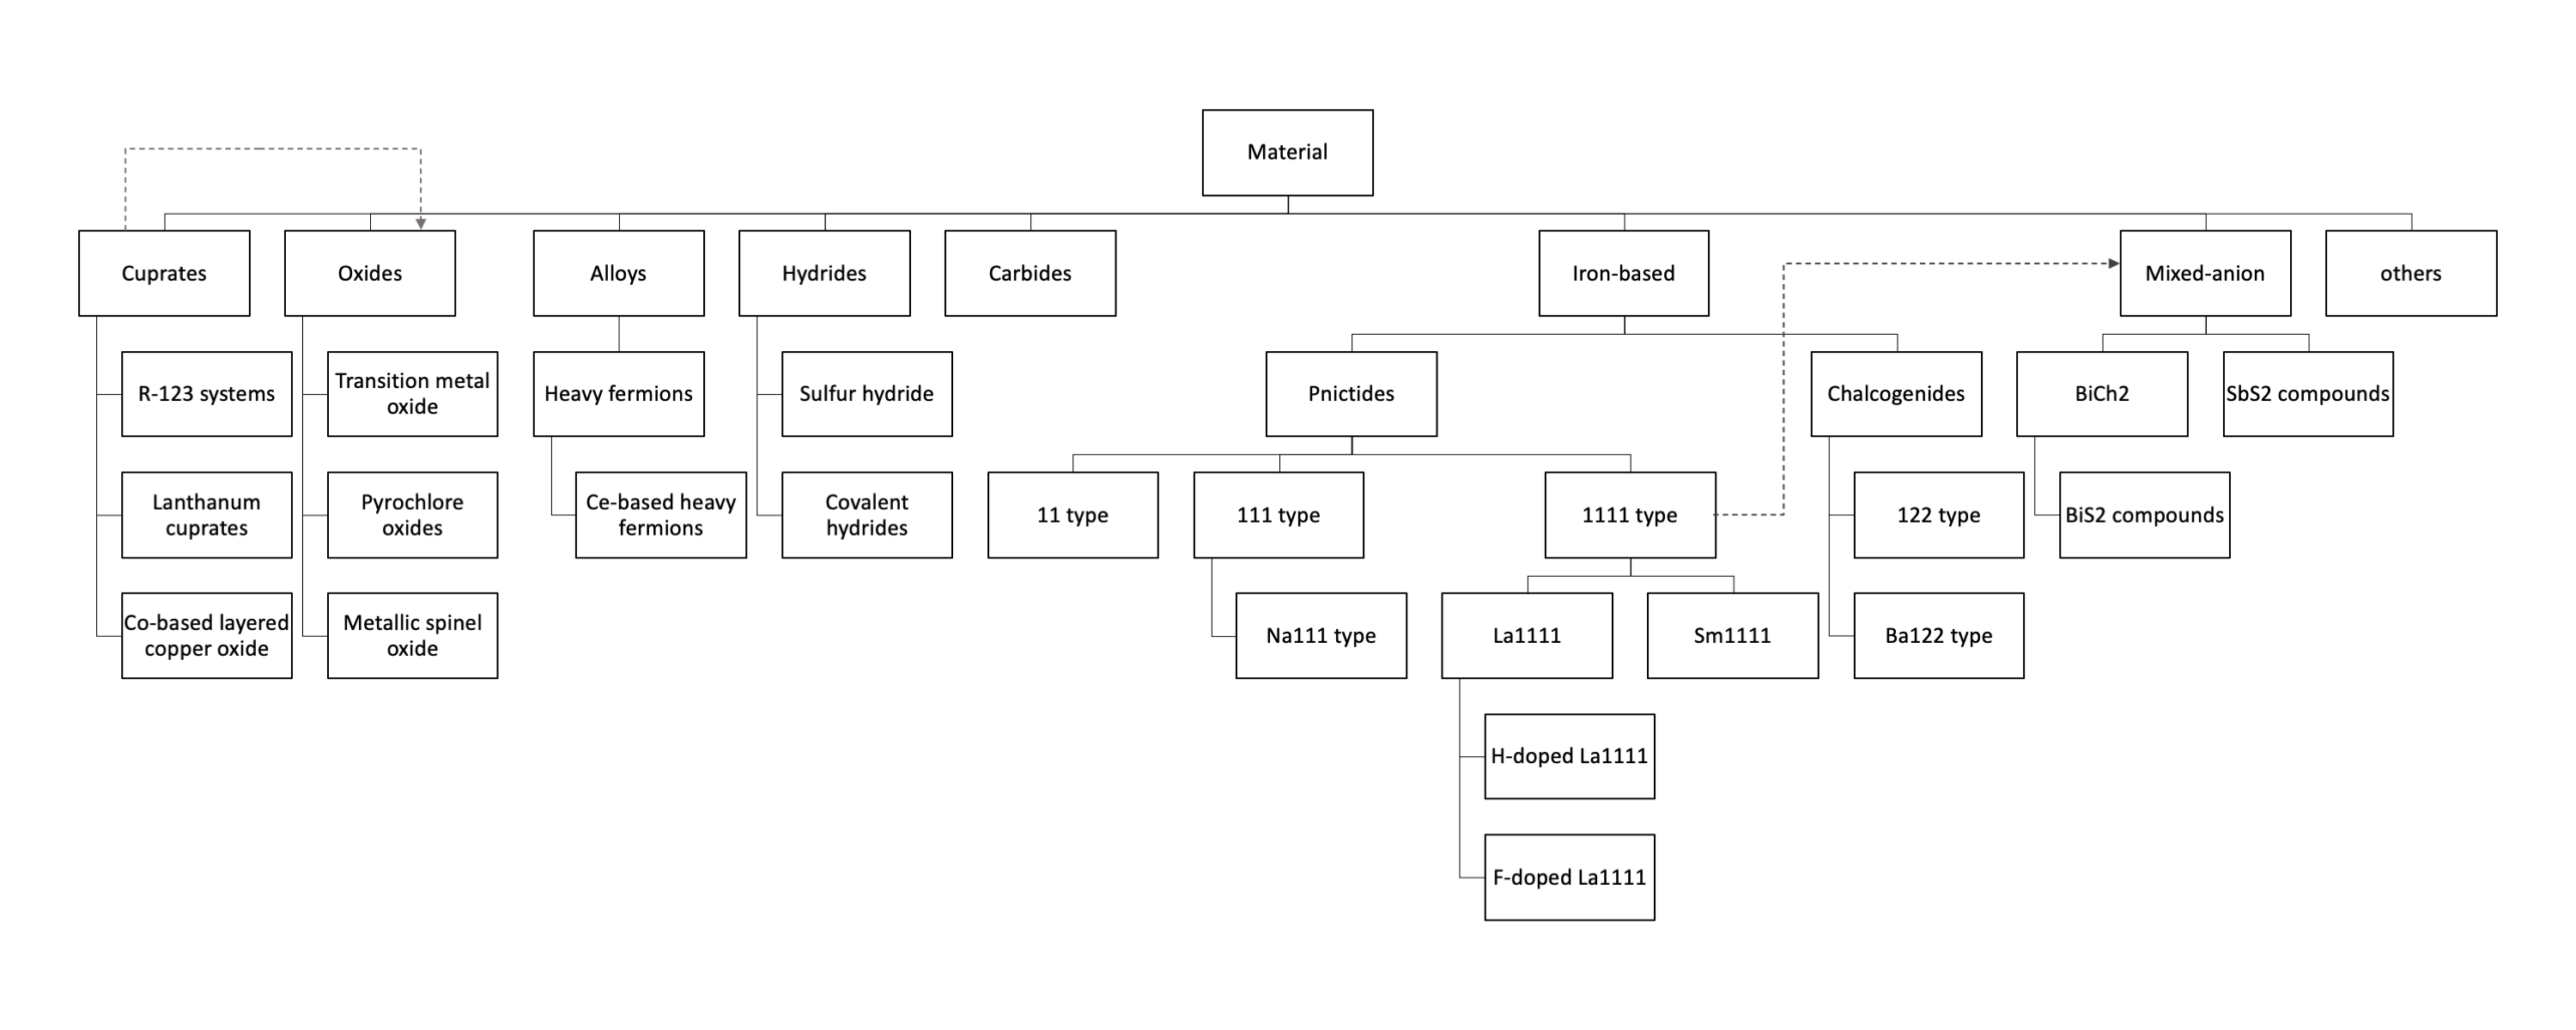 Material
Cuprates
Oxides
Alloys
Hydrides
Carbides
Iron-based
Mixed-anion
others
R-123 systems
Transition metal
oxide
Heavy fermions
Sulfur hydride
Pnictides
Chalcogenides
BiCh2
SbS2 compounds
Lanthanum
cuprates
Pyrochlore
oxides
Ce-based heavy
fermions
Covalent
hydrides
11 type
111 type
1111 type
122 type
BiS2 compounds
Co-based layered
copper oxide
Metallic spinel
oxide
Na111 type
La1111
Sm1111
Ba122 type
H-doped La1111
F-doped La1111